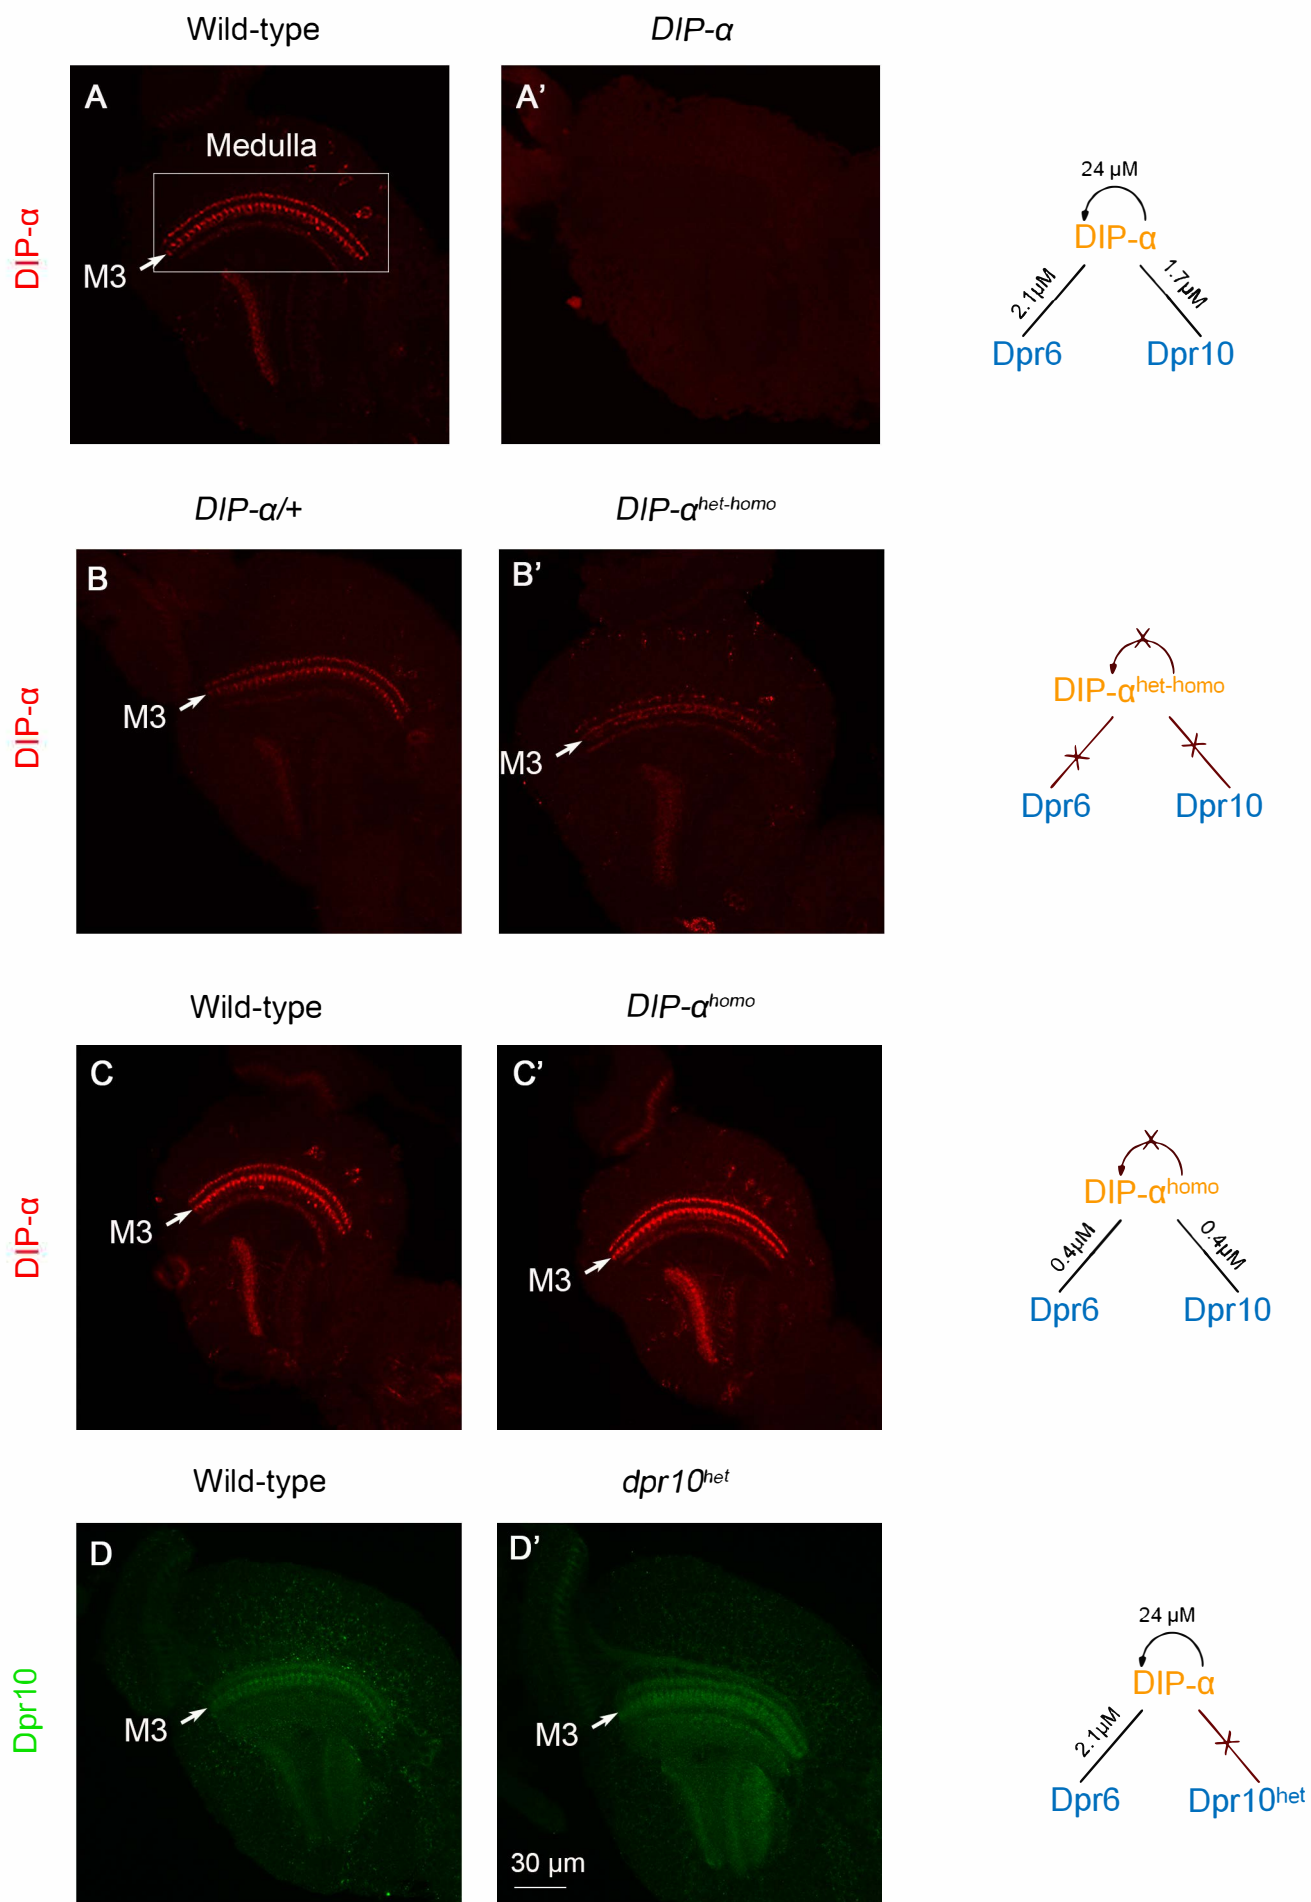 Wild-type
DIP-α
A
Medulla
M3
A’
DIP-α
24 µM
DIP-α
2.1µM
1.7µM
Dpr6
Dpr10
DIP-α/+
DIP-αhet-homo
B
M3
B’
M3
DIP-α
DIP-αhet-homo
Dpr6
Dpr10
Wild-type
DIP-αhomo
C
M3
C’
M3
DIP-α
DIP-αhomo
0.4µM
0.4µM
Dpr6
Dpr10
Wild-type
dpr10het
D
M3
D’
M3
30 µm
Dpr10
24 µM
DIP-α
2.1µM
Dpr6
Dpr10het